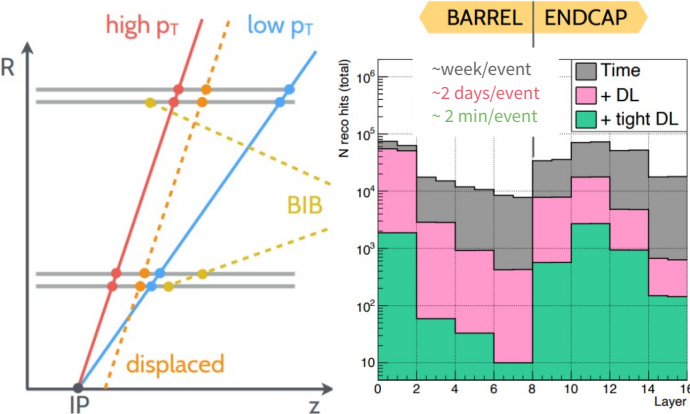 high pT
low pT
R
BIB
displaced
IP
z
BARREL
ENDCAP
~week/event
~2 days/event
~ 2 min/event
Time
+ DL
+ tight DL
N reco hits (total)
10⁶
10⁵
10⁴
10³
10²
10
0 2 4 6 8 10 12 14 16
Layer